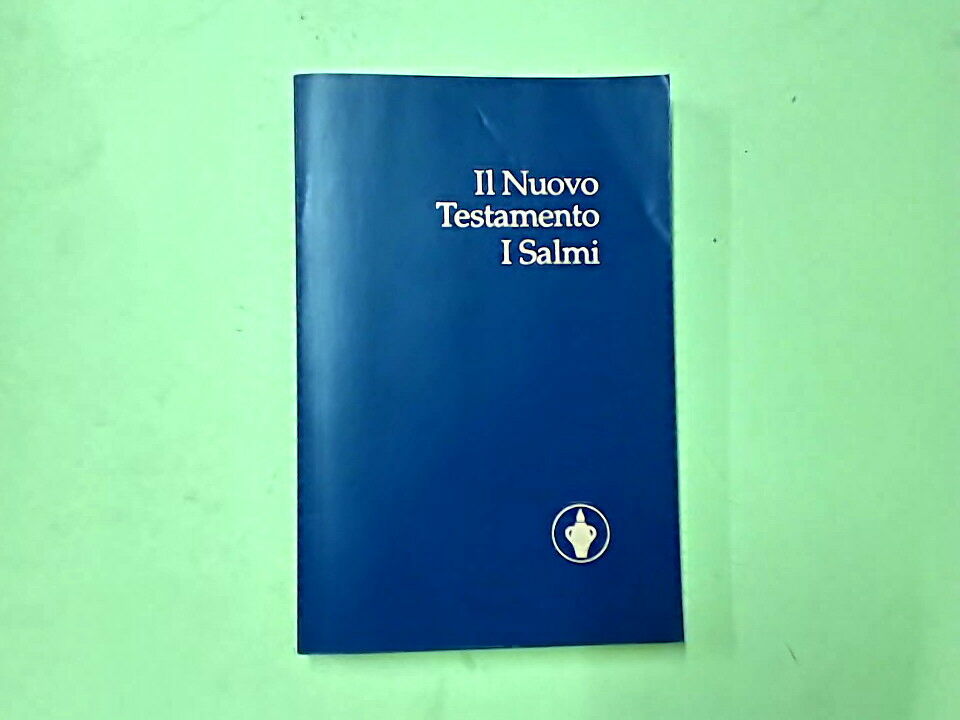 Il Nuovo
Testamento
I Salmi